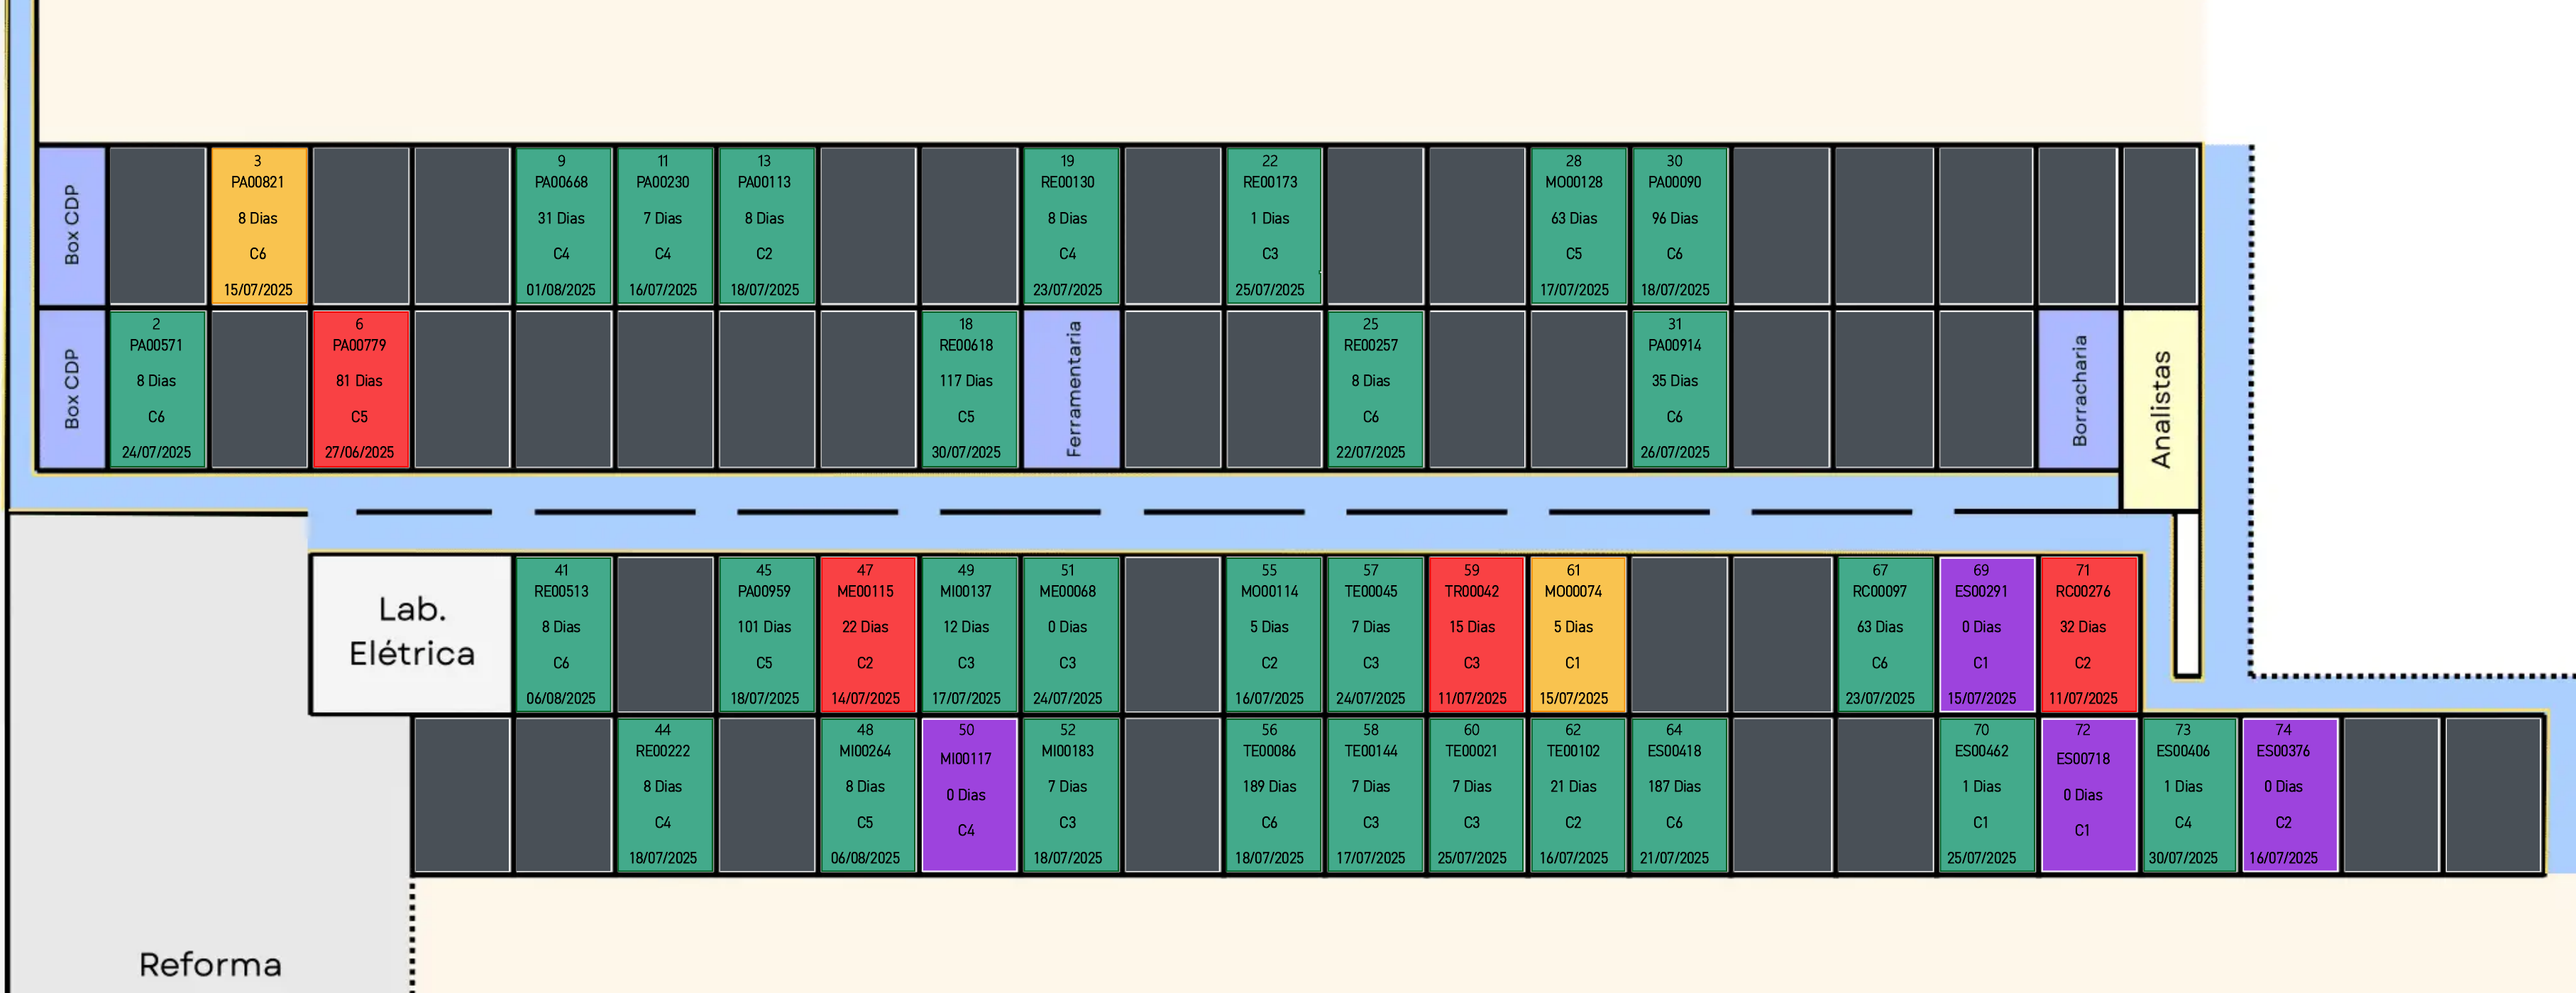 Box CDP
3
PA00821
8 Dias
C6
15/07/2025
9
PA00668
31 Dias
C4
01/08/2025
11
PA00230
7 Dias
C4
16/07/2025
13
PA00113
8 Dias
C2
18/07/2025
19
RE00130
8 Dias
C4
23/07/2025
22
RE00173
1 Dias
C3
25/07/2025
28
MO00128
63 Dias
C5
17/07/2025
30
PA00090
96 Dias
C6
18/07/2025
Box CDP
2
PA00571
8 Dias
C6
24/07/2025
6
PA00779
81 Dias
C5
27/06/2025
18
RE00618
117 Dias
C5
30/07/2025
Ferramentaria
25
RE00257
8 Dias
C6
22/07/2025
31
PA00914
35 Dias
C6
26/07/2025
Borracharia
Analistas
Lab.
Elétrica
41
RE00513
8 Dias
C6
06/08/2025
45
PA00959
101 Dias
C5
18/07/2025
47
ME00115
22 Dias
C2
14/07/2025
49
MI00137
12 Dias
C3
17/07/2025
51
ME00068
0 Dias
C3
24/07/2025
55
MO00114
5 Dias
C2
16/07/2025
57
TE00045
7 Dias
C3
24/07/2025
59
TR00042
15 Dias
C3
11/07/2025
61
MO00074
5 Dias
C1
15/07/2025
67
RC00097
63 Dias
C6
23/07/2025
69
ES00291
0 Dias
C1
15/07/2025
71
RC00276
32 Dias
C2
11/07/2025
44
RE00222
8 Dias
C4
18/07/2025
48
MI00264
8 Dias
C5
06/08/2025
50
MI00117
0 Dias
C4
52
MI00183
7 Dias
C3
18/07/2025
56
TE00086
189 Dias
C6
18/07/2025
58
TE00144
7 Dias
C3
17/07/2025
60
TE00021
7 Dias
C3
25/07/2025
62
TE00102
21 Dias
C2
16/07/2025
64
ES00418
187 Dias
C6
21/07/2025
70
ES00462
1 Dias
C1
25/07/2025
72
ES00718
0 Dias
C1
73
ES00406
1 Dias
C4
30/07/2025
74
ES00376
0 Dias
C2
16/07/2025
Reforma